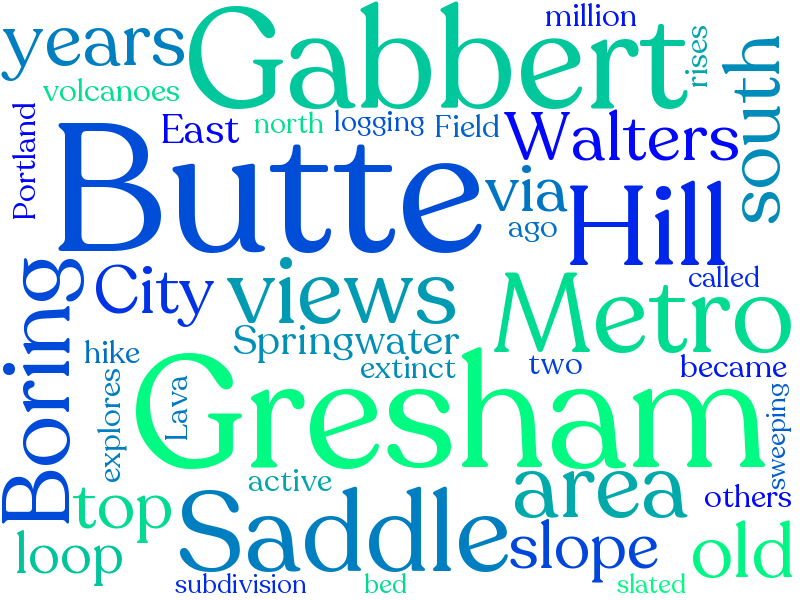 million
years
Gabbert
rises
south
volcanoes
Portland
East
north
logging
Field
Walters
Butte
via
Hill
ago
Boring
City
views
called
Metro
Springwater
hike
extinct
two
became
explores
Lava
Gresham
sweeping
active
top
area
others
Saddle
slope
old
loop
subdivision
bed
slated